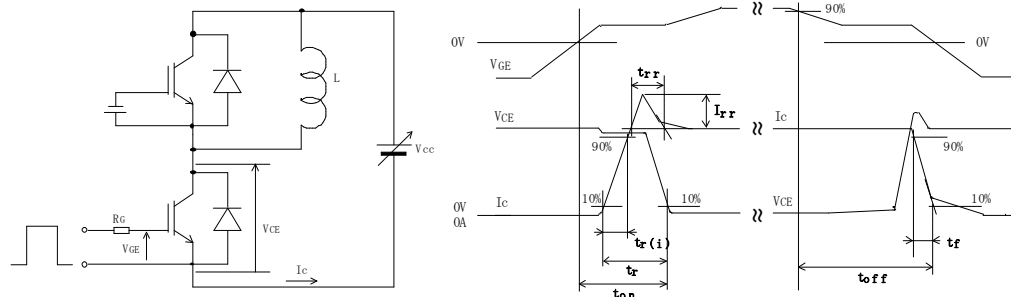 L
Vcc
RG
VGE
VCE
Ic
90%
0V
0V
VGE
trr
Irr
VCE
Ic
90%
90%
10%
10%
10%
0V
0A
Ic
VCE
tr(i)
tf
tr
toff
ton